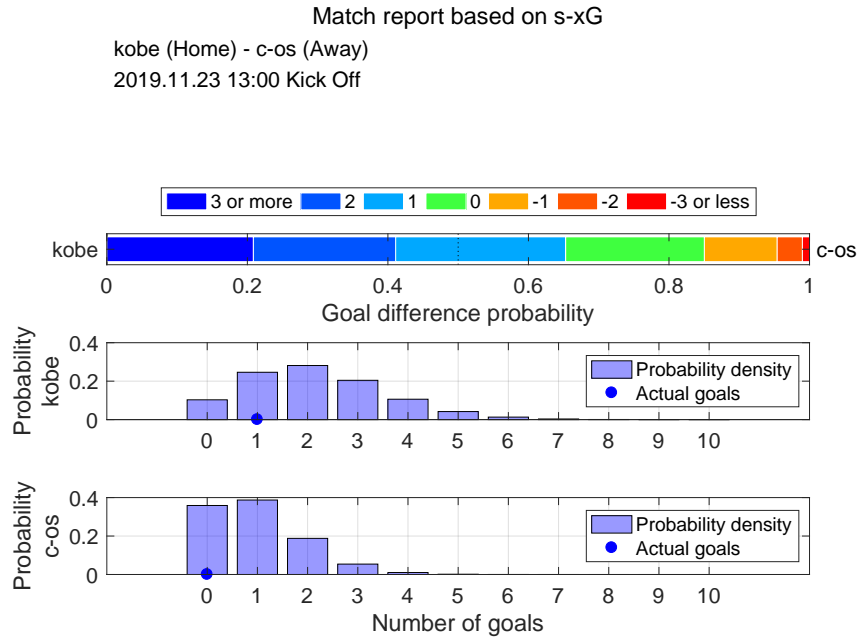 Match report based on s-xG
kobe (Home) - c-os (Away)
2019.11.23 13:00 Kick Off
3 or more 2 1 0 -1 -2 -3 or less
kobe c-os
0 0.2 0.4 0.6 0.8 1
Goal difference probability
Probability
kobe
0.4
0.2
0
Probability density
Actual goals
0 1 2 3 4 5 6 7 8 9 10
Probability
c-os
0.4
0.2
0
Probability density
Actual goals
0 1 2 3 4 5 6 7 8 9 10
Number of goals